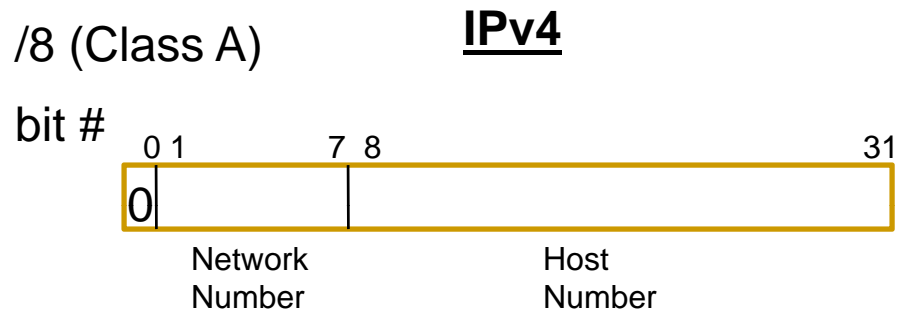 /8 (Class A) IPv4
bit #
0 1 7 8 31
0
Network Host
Number Number